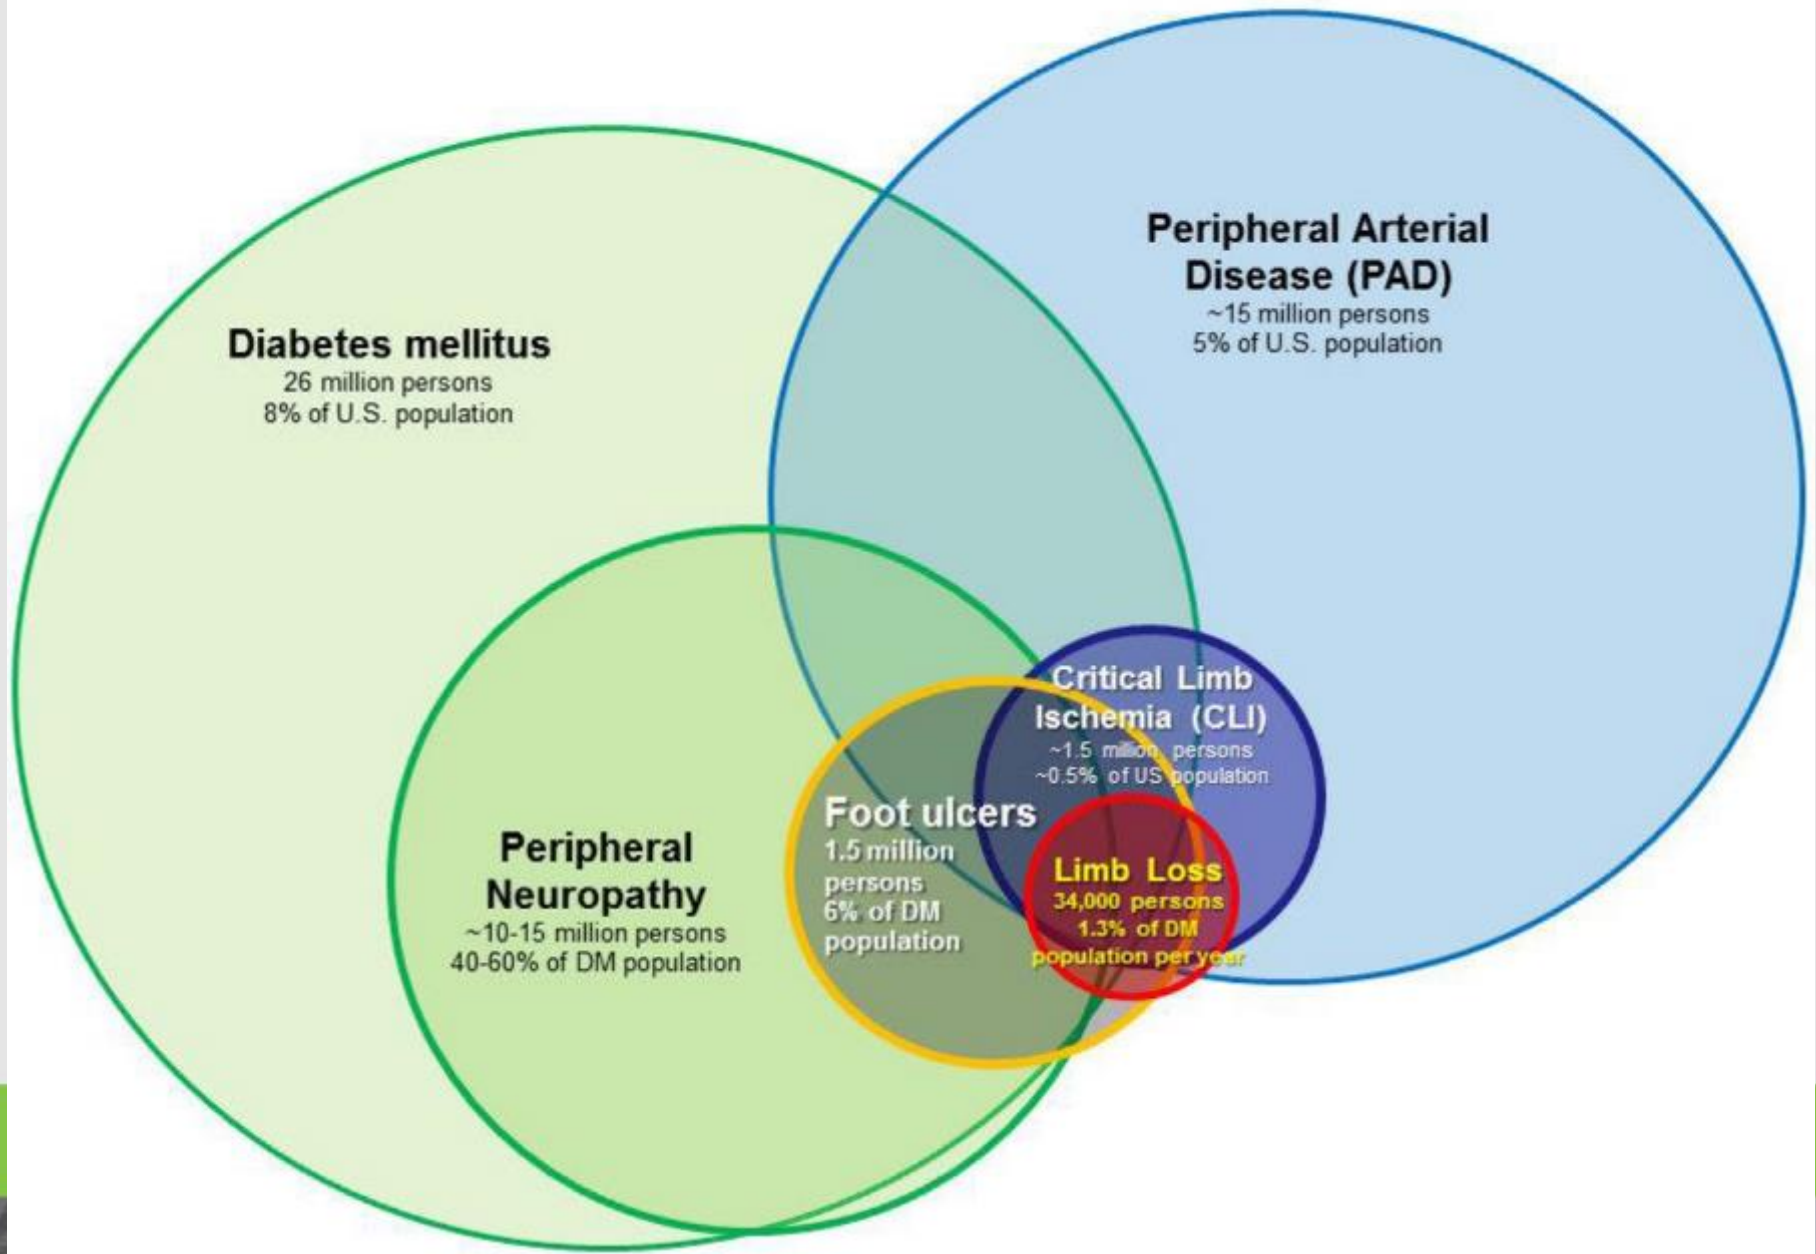 Peripheral Arterial
Disease (PAD)
~15 million persons
5% of U.S. population
Diabetes mellitus
26 million persons
8% of U.S. population
Critical Limb
Ischemia (CLI)
~1.5 million persons
~0.5% of US population
Foot ulcers
1.5 million
persons
6% of DM
population
Peripheral
Neuropathy
~10-15 million persons
40-60% of DM population
Limb Loss
34,000 persons
1.3% of DM
population per year